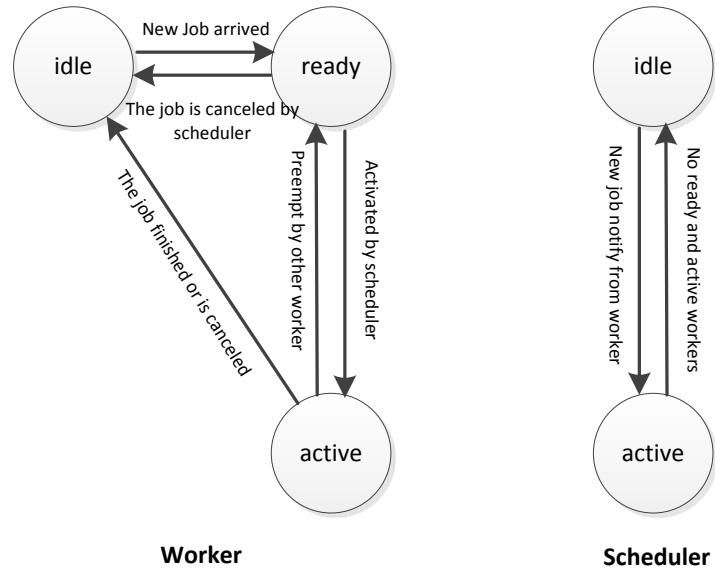 New Job arrived
idle
ready
The job is canceled by
scheduler
The job finished or is canceled
Preempt by other
worker
Activated by
scheduler
active
Worker
idle
New job notify from
worker
No ready and active
workers
active
Scheduler